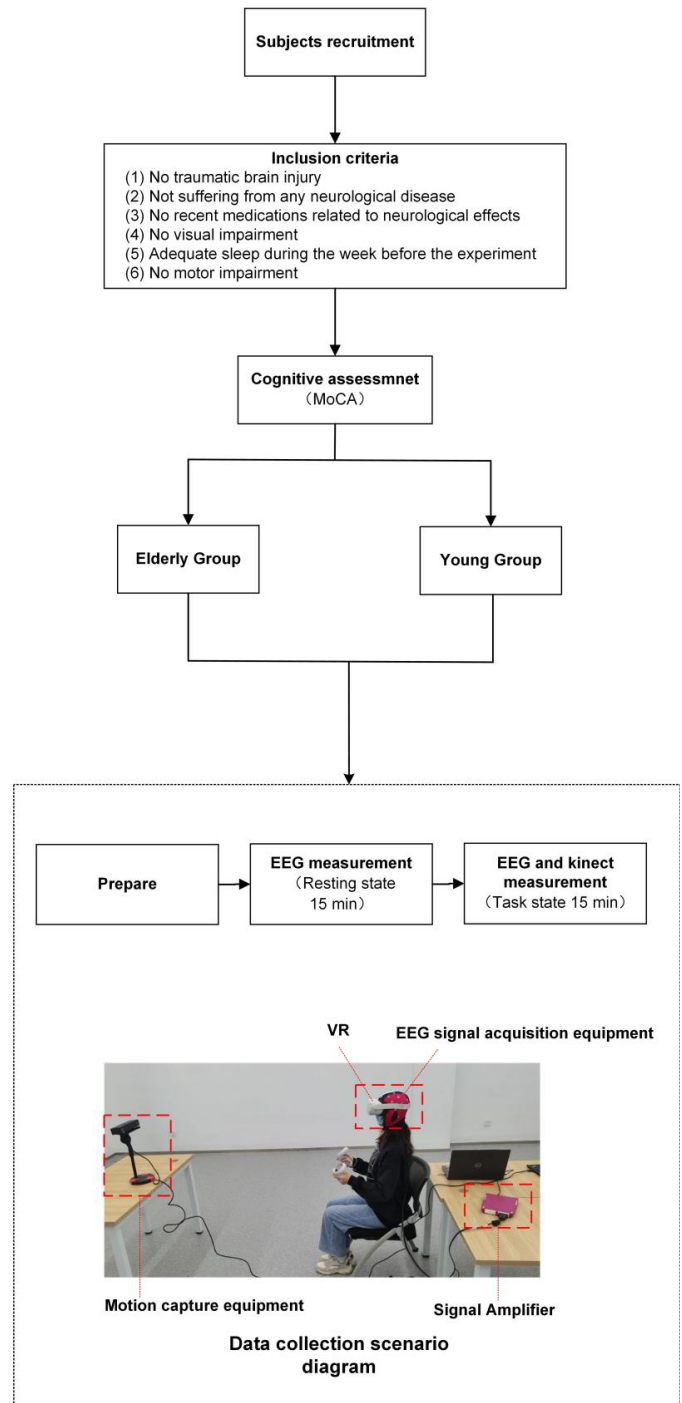 Subjects recruitment
Inclusion criteria
(1) No traumatic brain injury
(2) Not suffering from any neurological disease
(3) No recent medications related to neurological effects
(4) No visual impairment
(5) Adequate sleep during the week before the experiment
(6) No motor impairment
Cognitive assessmnet
（MoCA）
Elderly Group
Young Group
Prepare
EEG measurement
（Resting state
15 min）
EEG and kinect
measurement
（Task state 15 min）
VR
EEG signal acquisition equipment
Motion capture equipment
Signal Amplifier
Data collection scenario
diagram